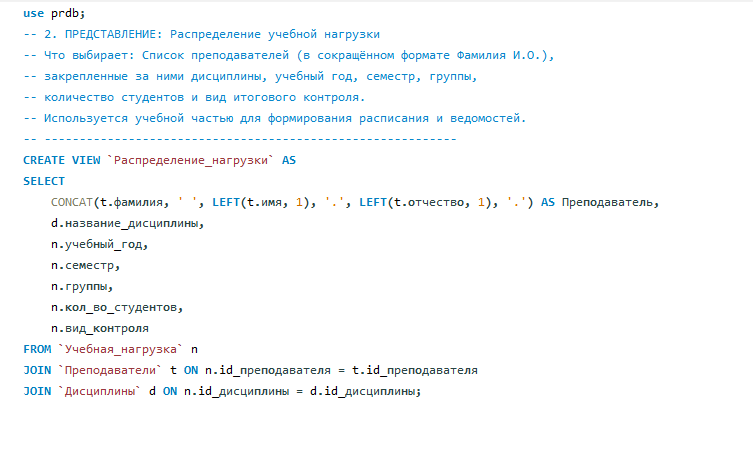 use prdb;
-- 2. ПРЕДСТАВЛЕНИЕ: Распределение учебной нагрузки
-- Что выбирает: Список преподавателей (в сокращённом формате Фамилия И.О.),
-- закрепленные за ними дисциплины, учебный год, семестр, группы,
-- количество студентов и вид итогового контроля.
-- Используется учебной частью для формирования расписания и ведомостей.
-- -----------------------------------------------------------
CREATE VIEW `Распределение_нагрузки` AS
SELECT
    CONCAT(t.фамилия, ' ', LEFT(t.имя, 1), '.', LEFT(t.отчество, 1), '.') AS Преподаватель,
    d.название_дисциплины,
    n.учебный_год,
    n.семестр,
    n.группы,
    n.кол_во_студентов,
    n.вид_контроля
FROM `Учебная_нагрузка` n
JOIN `Преподаватели` t ON n.id_преподавателя = t.id_преподавателя
JOIN `Дисциплины` d ON n.id_дисциплины = d.id_дисциплины;